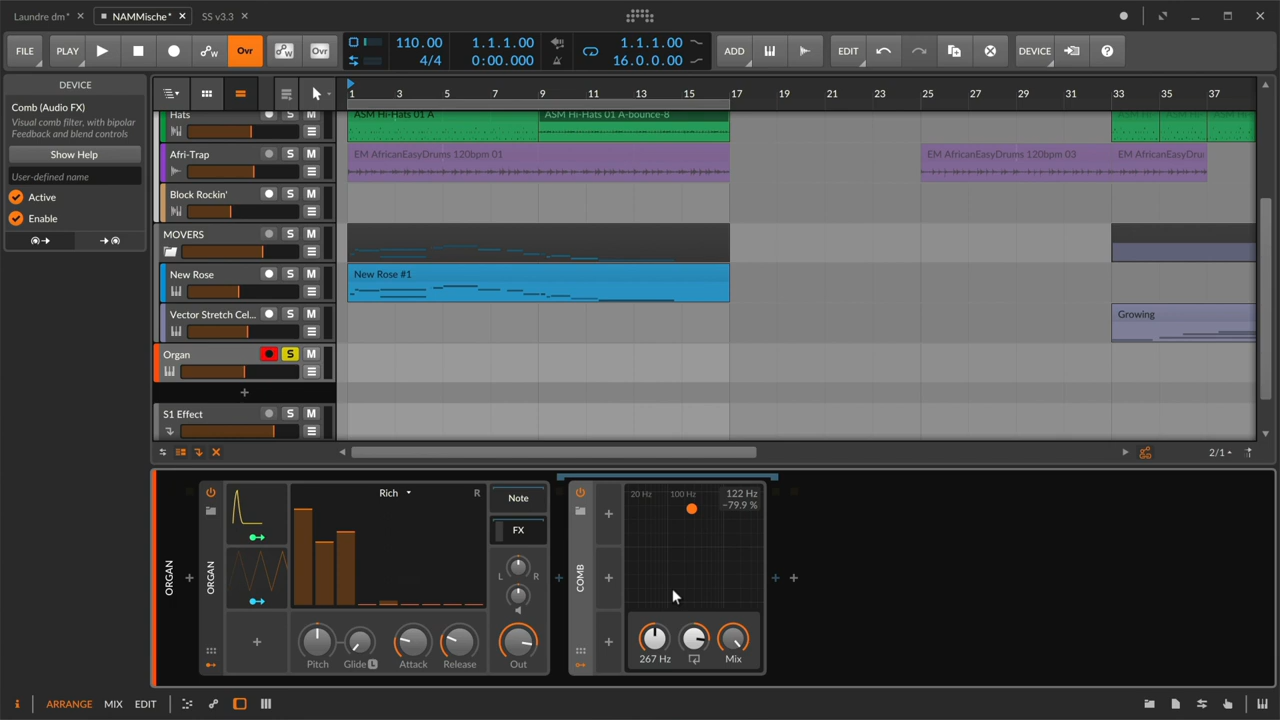 Laundre dm*
NAMMische*
SS v3.3
FILE
PLAY
Ovr
Ovr
110.00
4/4
1.1.1.00
0:00.000
1.1.1.00
16.0.0.00
ADD
EDIT
DEVICE
DEVICE
Comb (Audio FX)
Visual comb filter, with bipolar
Feedback and blend controls
Show Help
User-defined name
Active
Enable
1 3 5 7 9 11 13 15 17 19 21 23 25 27 29 31 33 35 37
Hats
ASM Hi-Hats 01 A
ASM Hi-Hats 01 A-bounce-8
Afri-Trap
S M
EM AfricanEasyDrums 120bpm 01
EM AfricanEasyDrums 120bpm 03
EM AfricanEasyDru
Block Rockin'
S M
MOVERS
S M
New Rose
S M
New Rose #1
Vector Stretch Cel...
S M
Growing
Organ
S M
S1 Effect
S M
2/1
ORGAN
ORGAN
Rich
R
Note
FX
L R
Pitch
Glide L
Attack
Release
Out
COMB
20 Hz
100 Hz
122 Hz
-79.9 %
267 Hz
Mix
ARRANGE
MIX
EDIT